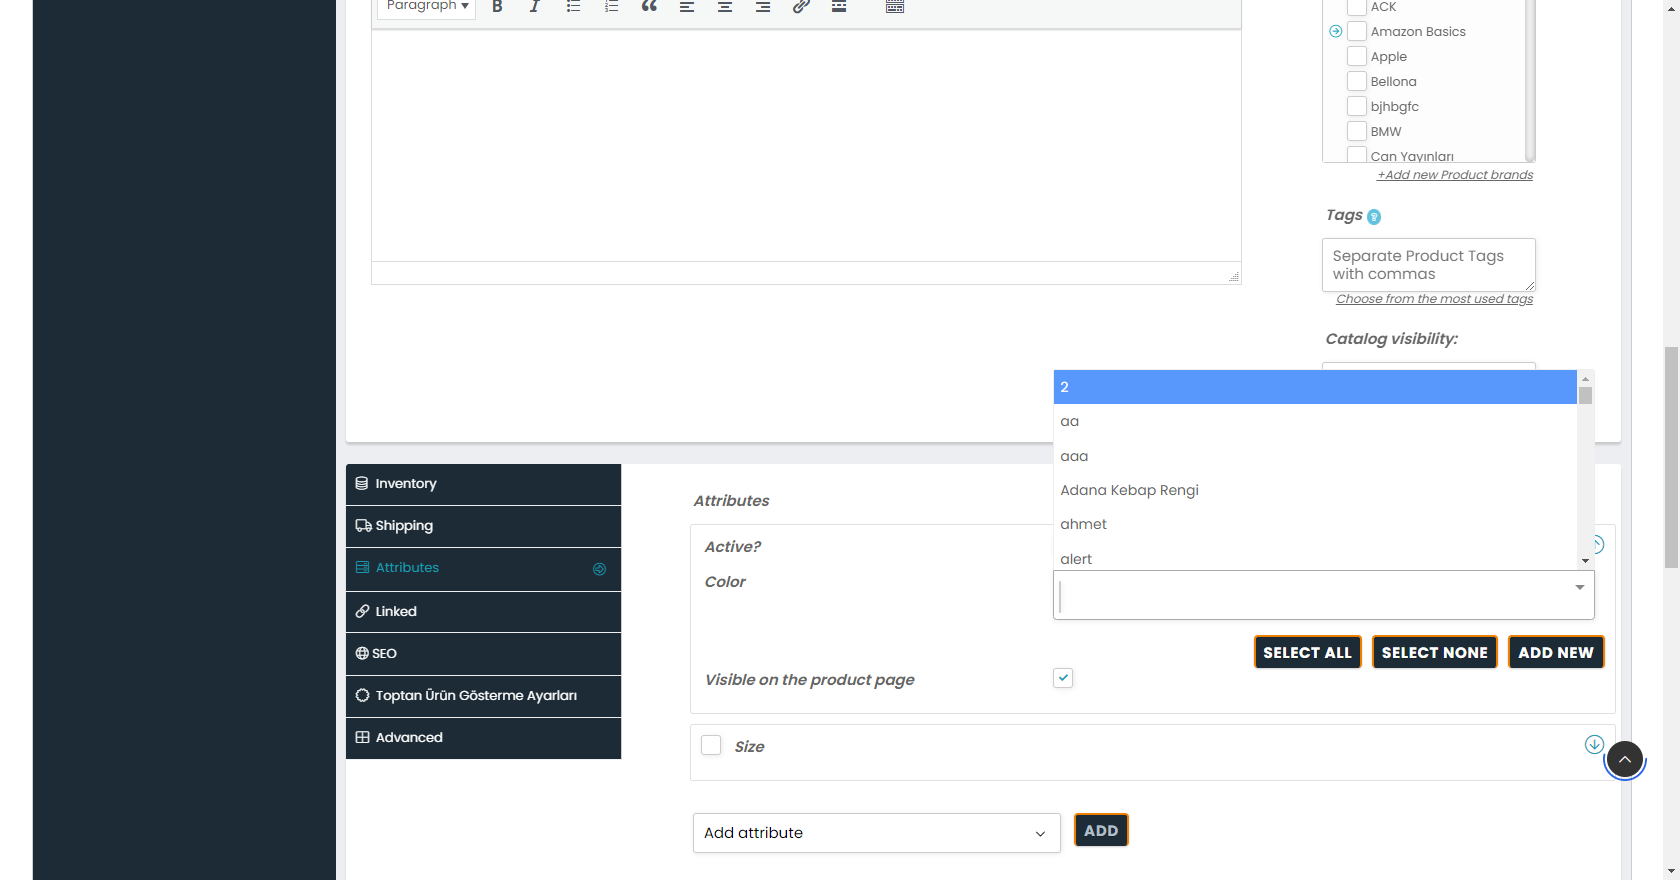 Paragraph
ACK
Amazon Basics
Apple
Bellona
bjhbgfc
BMW
Can Yayınları
+Add new Product brands
Tags
Separate Product Tags
with commas
Choose from the most used tags
Catalog visibility:
2
aa
aaa
Adana Kebap Rengi
ahmet
alert
Inventory
Shipping
Attributes
Linked
SEO
Toptan Ürün Gösterme Ayarları
Advanced
Attributes
Active?
Color
SELECT ALL
SELECT NONE
ADD NEW
Visible on the product page
Size
Add attribute
ADD